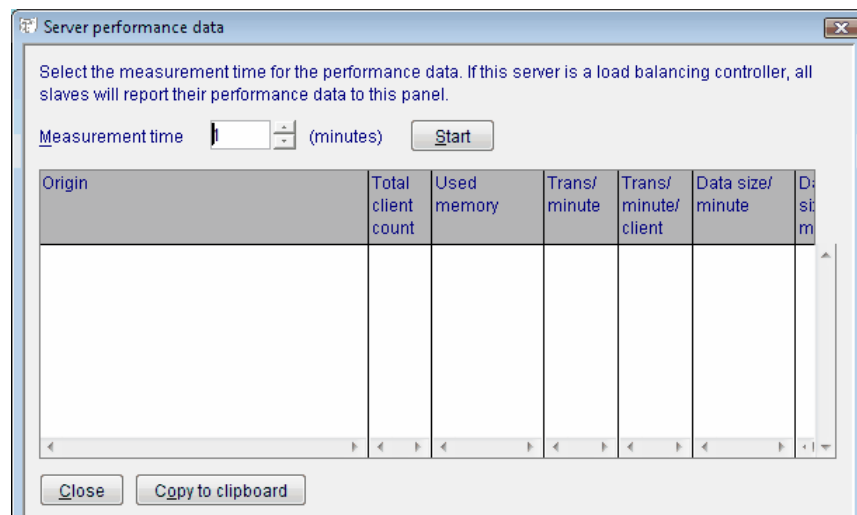 Server performance data
Select the measurement time for the performance data. If this server is a load balancing controller, all
slaves will report their performance data to this panel.
Measurement time 1 (minutes) Start
Origin Total Used Trans/ Trans/ Data size/
client memory minute minute/ minute
count client
Close Copy to clipboard